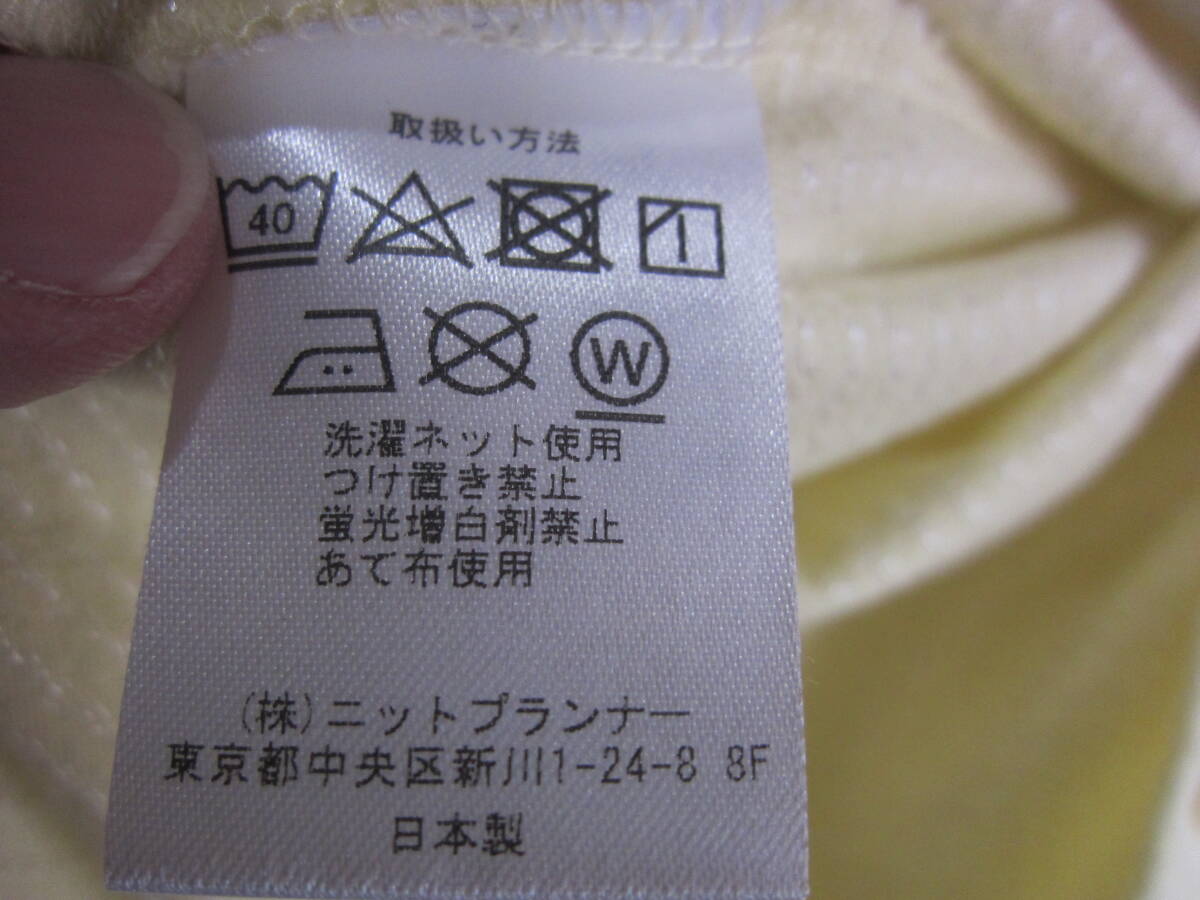 取扱い方法
40
W
洗濯ネット使用
つけ置き禁止
蛍光増白剤禁止
あて布使用
(株)ニットプランナー
東京都中央区新川1-24-8 8F
日本製